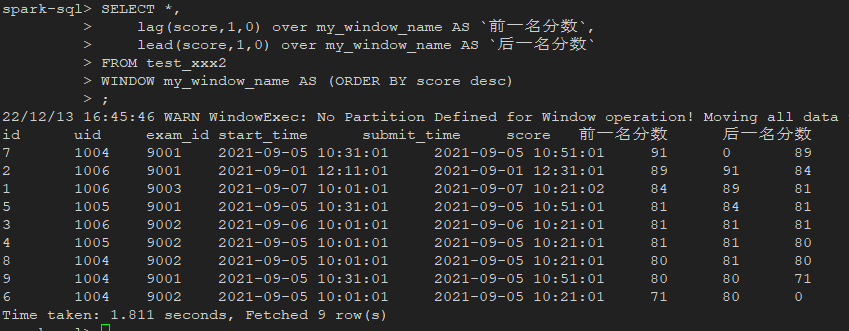 spark-sql> SELECT *,
         >     lag(score,1,0) over my_window_name AS `前一名分数`,
         >     lead(score,1,0) over my_window_name AS `后一名分数`
         > FROM test_xxx2
         > WINDOW my_window_name AS (ORDER BY score desc)
         > ;
22/12/13 16:45:46 WARN WindowExec: No Partition Defined for Window operation! Moving all data
id	uid	exam_id	start_time	submit_time	score	前一名分数	后一名分数
7	1004	9001	2021-09-05 10:31:01	2021-09-05 10:51:01	91	0	89
2	1006	9001	2021-09-01 12:11:01	2021-09-01 12:31:01	89	91	84
1	1006	9003	2021-09-07 10:01:01	2021-09-07 10:21:02	84	89	81
5	1005	9001	2021-09-05 10:31:01	2021-09-05 10:51:01	81	84	81
3	1006	9002	2021-09-06 10:01:01	2021-09-06 10:21:01	81	81	81
4	1005	9002	2021-09-05 10:01:01	2021-09-05 10:21:01	81	81	80
8	1004	9002	2021-09-05 10:01:01	2021-09-05 10:21:01	80	81	80
9	1004	9001	2021-09-05 10:31:01	2021-09-05 10:51:01	80	80	71
6	1004	9002	2021-09-05 10:01:01	2021-09-05 10:21:01	71	80	0
Time taken: 1.811 seconds, Fetched 9 row(s)